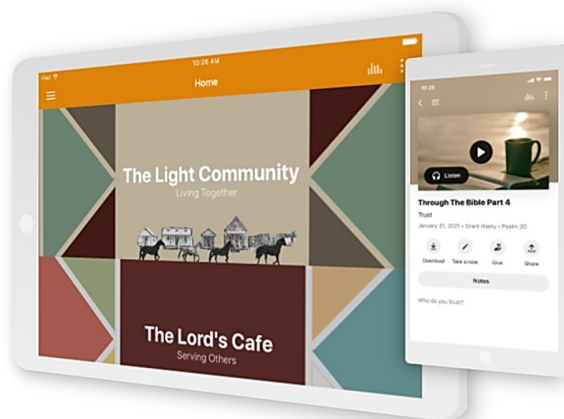 iPad
10:26 AM
Home
The Light Community
Living Together
The Lord's Cafe
Serving Others
10:26
Listen
Through The Bible Part 4
Trust
January 31, 2021 • Grant Hasty • Psalm 20
Download
Take a note
Give
Share
Notes
Who do you trust?